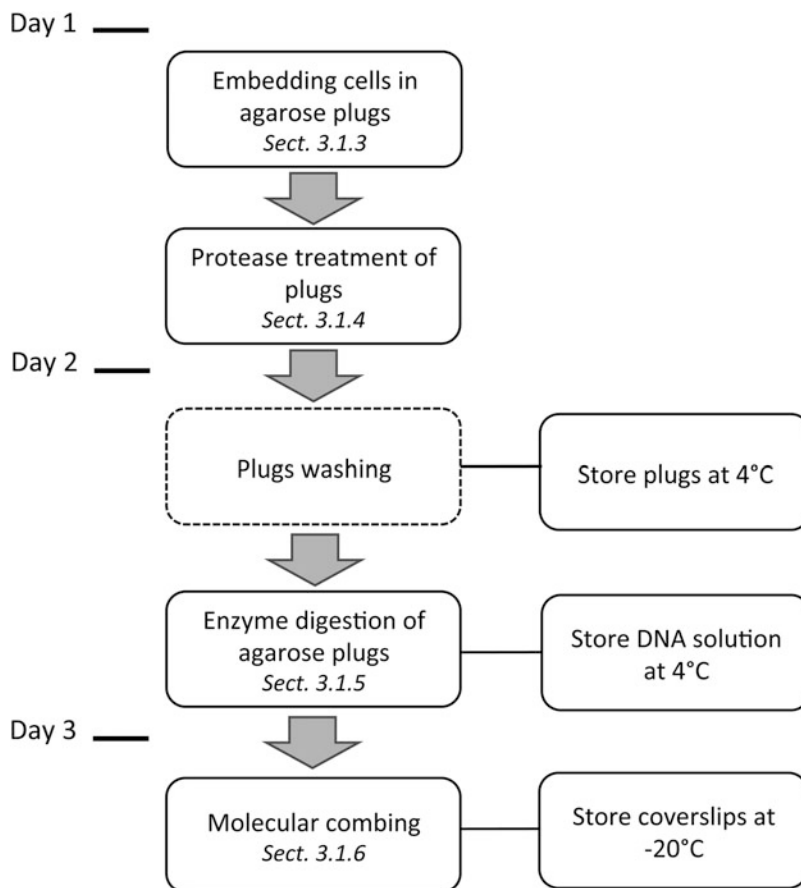 Day 1
Embedding cells in
agarose plugs
Sect. 3.1.3
Protease treatment of
plugs
Sect. 3.1.4
Day 2
Plugs washing
Store plugs at 4°C
Enzyme digestion of
agarose plugs
Sect. 3.1.5
Store DNA solution
at 4°C
Day 3
Molecular combing
Sect. 3.1.6
Store coverslips at
-20°C